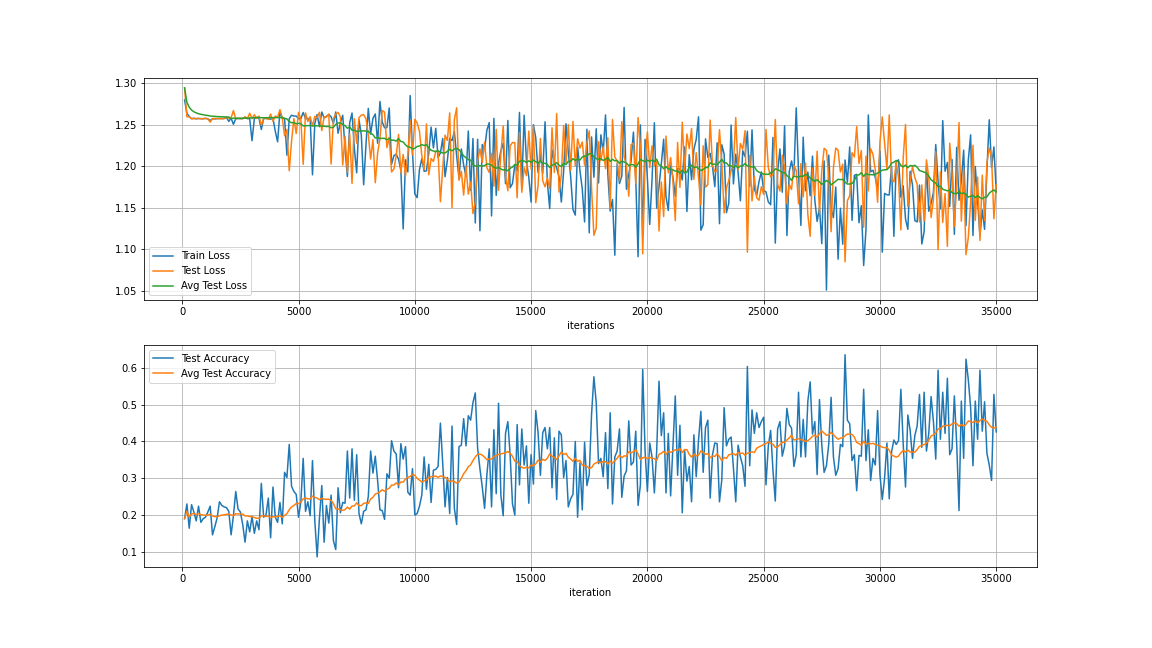 1.30
1.25
1.20
1.15
1.10
1.05
Train Loss
Test Loss
Avg Test Loss
0 5000 10000 15000 20000 25000 30000 35000
iterations
0.6
0.5
0.4
0.3
0.2
0.1
Test Accuracy
Avg Test Accuracy
0 5000 10000 15000 20000 25000 30000 35000
iteration